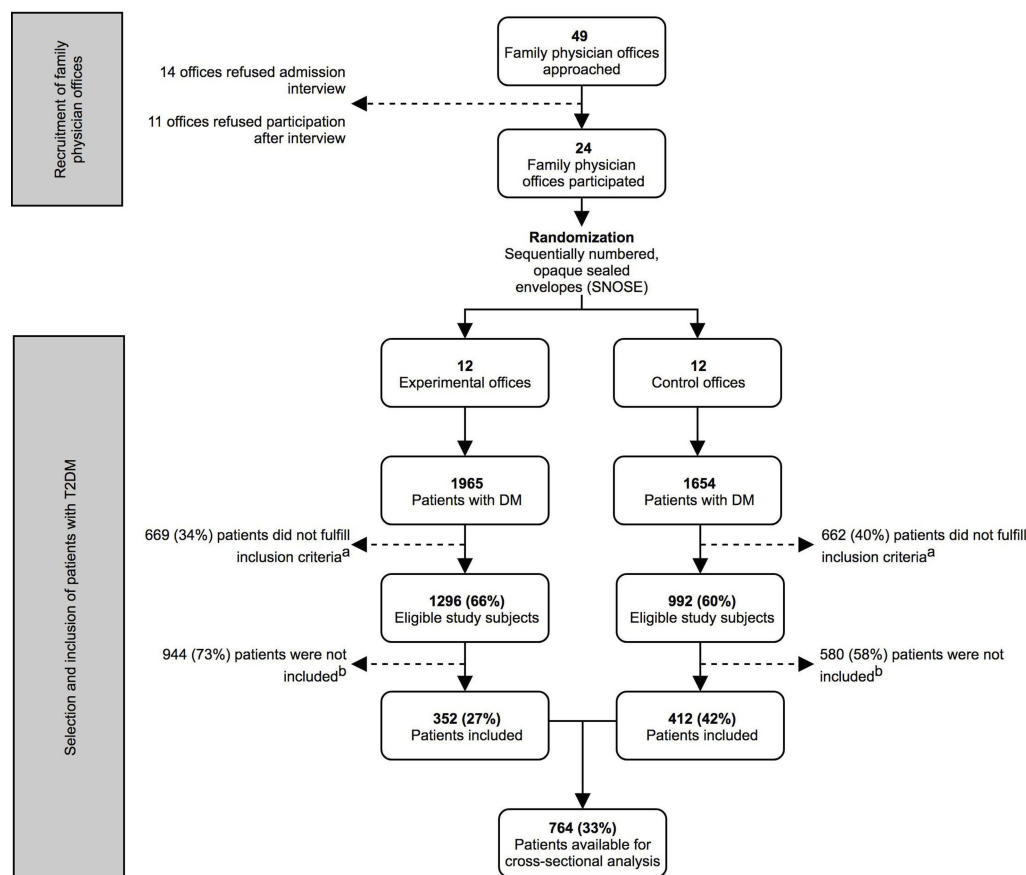 Recruitment of family
physician offices
49
Family physician offices
approached
14 offices refused admission
interview
11 offices refused participation
after interview
24
Family physician
offices participated
Randomization
Sequentially numbered,
opaque sealed
envelopes (SNOSE)
Selection and inclusion of patients with T2DM
12
Experimental offices
12
Control offices
1965
Patients with DM
1654
Patients with DM
669 (34%) patients did not fulfill
inclusion criteriaa
662 (40%) patients did not fulfill
inclusion criteriaa
1296 (66%)
Eligible study subjects
992 (60%)
Eligible study subjects
944 (73%) patients were not
includedb
580 (58%) patients were not
includedb
352 (27%)
Patients included
412 (42%)
Patients included
764 (33%)
Patients available for
cross-sectional analysis